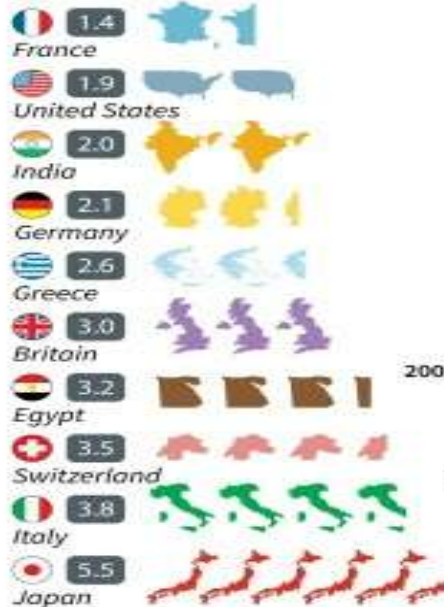 1.4
France
1.9
United States
2.0
India
2.1
Germany
2.6
Greece
3.0
Britain
200
3.2
Egypt
3.5
Switzerland
3.8
Italy
5.5
Japan